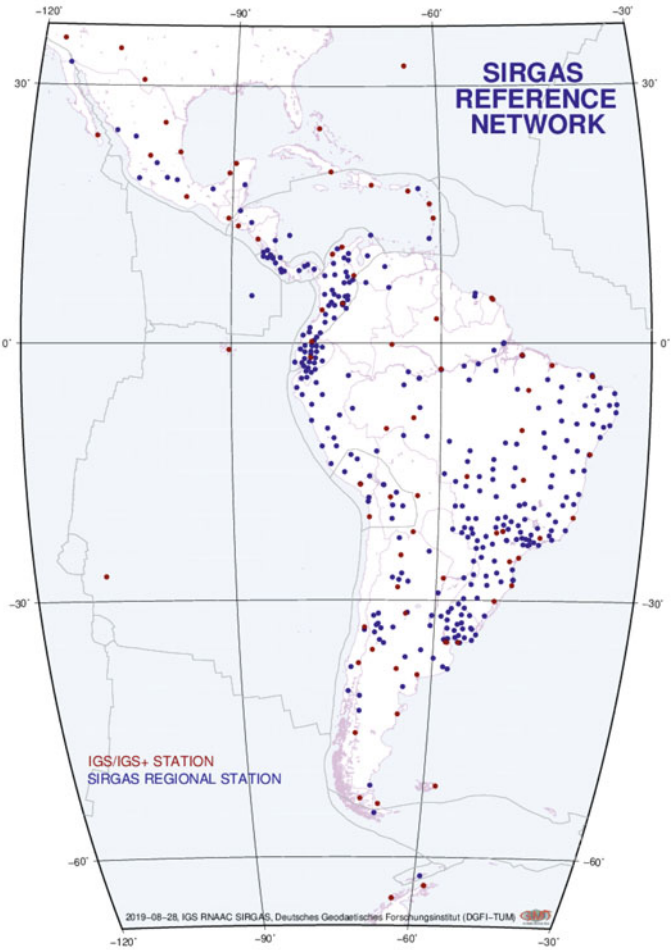 −120˚ −90˚ −60˚ −30˚
SIRGAS
REFERENCE
NETWORK
30˚ 30˚
0˚ 0˚
−30˚ −30˚
IGS/IGS+ STATION
SIRGAS REGIONAL STATION
−60˚ −60˚
2019−08−28, IGS RNAAC SIRGAS, Deutsches Geodaetisches Forschungsinstitut (DGFI−TUM)
−120˚ −90˚ −60˚ −30˚